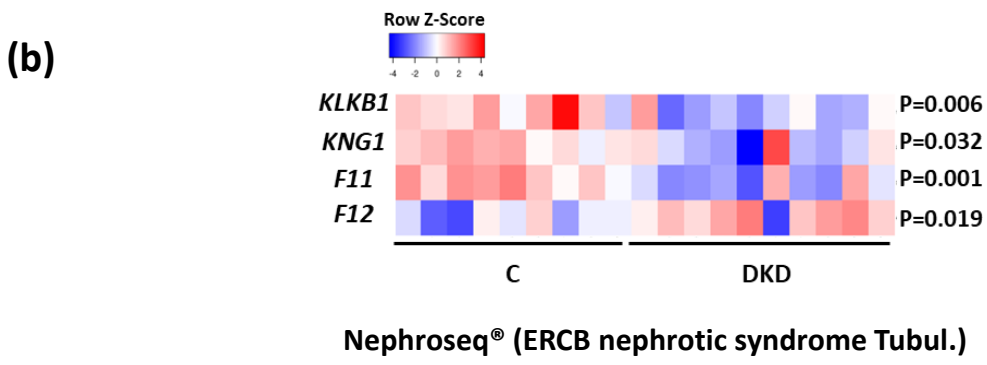 (b)
Row Z-Score
-4 -2 0 2 4
KLKB1 P=0.006
KNG1 P=0.032
F11 P=0.001
F12 P=0.019
C DKD
Nephroseq® (ERCB nephrotic syndrome Tubul.)